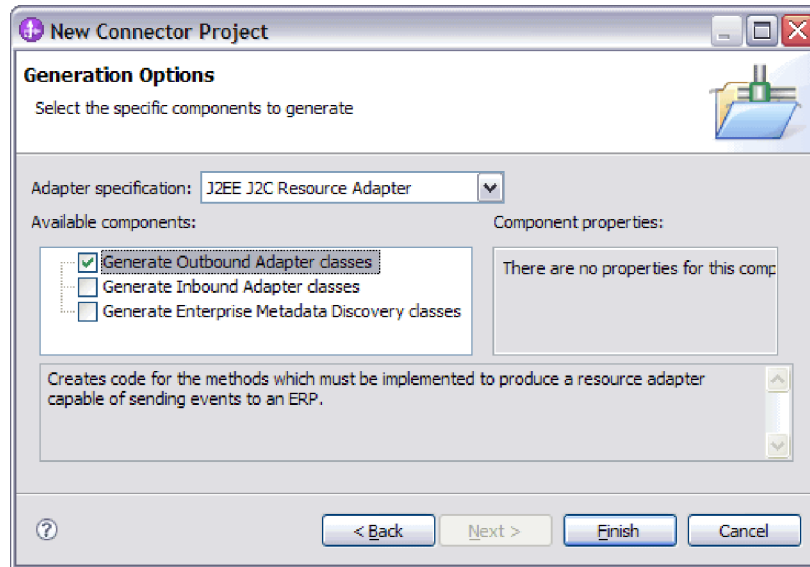 New Connector Project
Generation Options
Select the specific components to generate
Adapter specification: J2EE J2C Resource Adapter
Available components:
Component properties:
Generate Outbound Adapter classes
There are no properties for this comp
Generate Inbound Adapter classes
Generate Enterprise Metadata Discovery classes
Creates code for the methods which must be implemented to produce a resource adapter
capable of sending events to an ERP.
? < Back Next > Finish Cancel